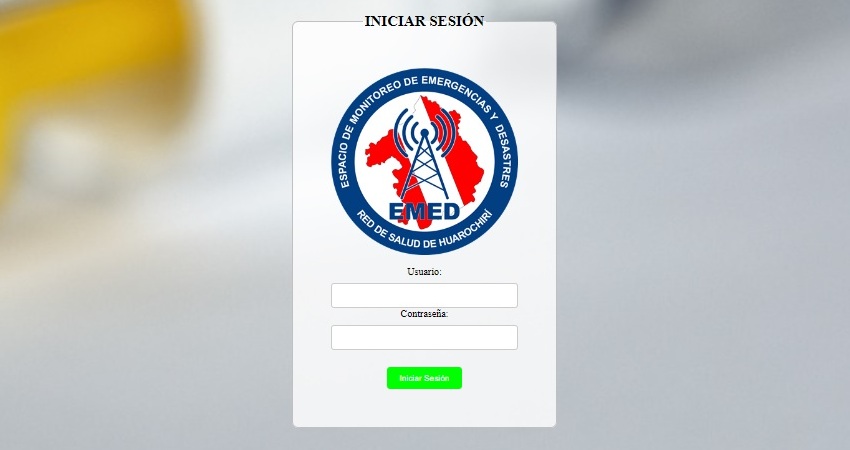 INICIAR SESIÓN
ESPACIO DE MONITOREO DE EMERGENCIAS Y DESASTRES
EMED
RED DE SALUD DE HUAROCHIRÍ
Usuario:
Contraseña:
Iniciar Sesión